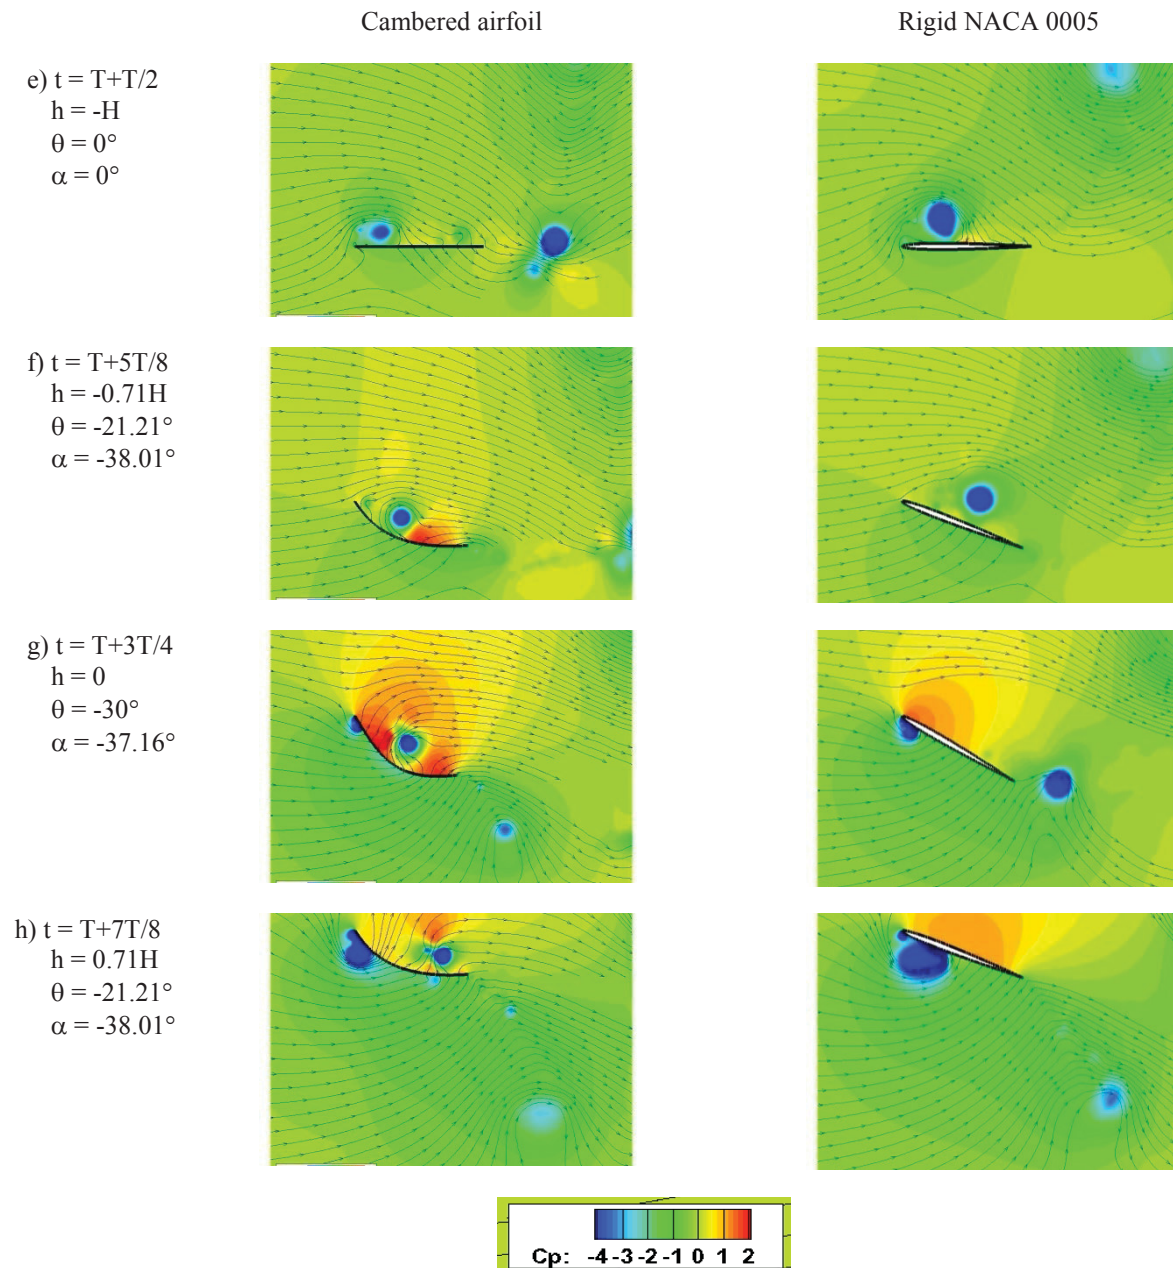 Cambered airfoil
Rigid NACA 0005
e) t = T+T/2
h = -H
θ = 0°
α = 0°
f) t = T+5T/8
h = -0.71H
θ = -21.21°
α = -38.01°
g) t = T+3T/4
h = 0
θ = -30°
α = -37.16°
h) t = T+7T/8
h = 0.71H
θ = -21.21°
α = -38.01°
Cp: -4 -3 -2 -1 0 1 2